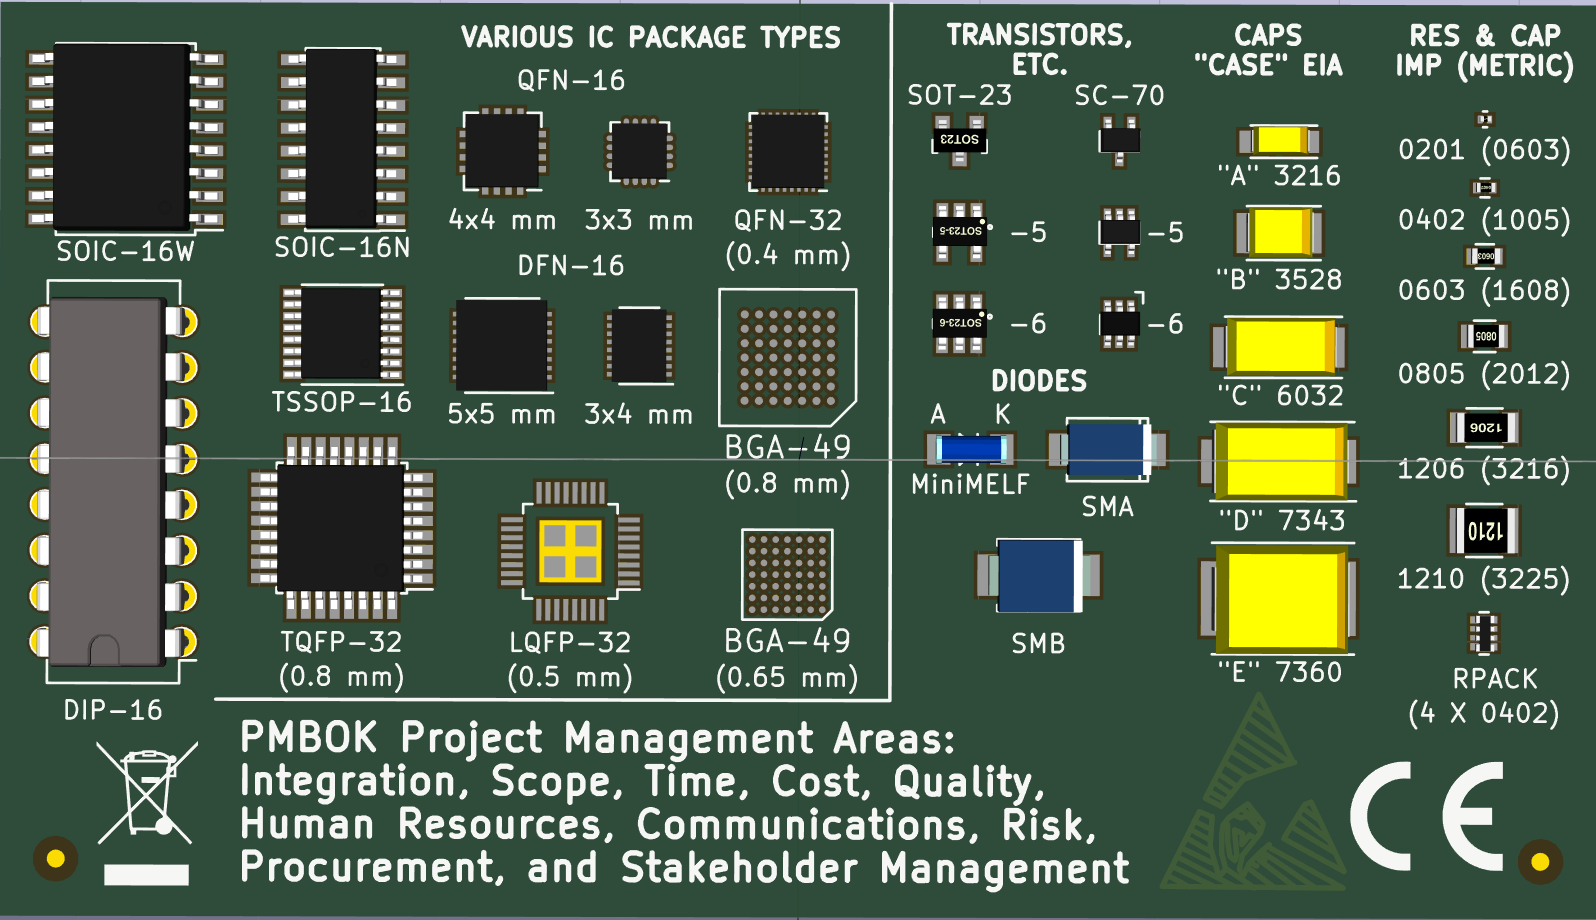 VARIOUS IC PACKAGE TYPES
QFN-16
4x4 mm
3x3 mm
QFN-32
(0.4 mm)
SOIC-16W
SOIC-16N
DFN-16
5x5 mm
3x4 mm
TSSOP-16
BGA-49
(0.8 mm)
TQFP-32
(0.8 mm)
LQFP-32
(0.5 mm)
BGA-49
(0.65 mm)
DIP-16
TRANSISTORS,
ETC.
SOT-23
SC-70
SOT23
SOT23-5
-5
-5
SOT23-6
-6
-6
DIODES
A
K
MiniMELF
SMA
SMB
CAPS
"CASE" EIA
"A" 3216
"B" 3528
"C" 6032
"D" 7343
"E" 7360
RES & CAP
IMP (METRIC)
0201 (0603)
0402 (1005)
0603
0603 (1608)
0805
0805 (2012)
1206
1206 (3216)
1210
1210 (3225)
RPACK
(4 X 0402)
PMBOK Project Management Areas:
Integration, Scope, Time, Cost, Quality,
Human Resources, Communications, Risk,
Procurement, and Stakeholder Management
CE